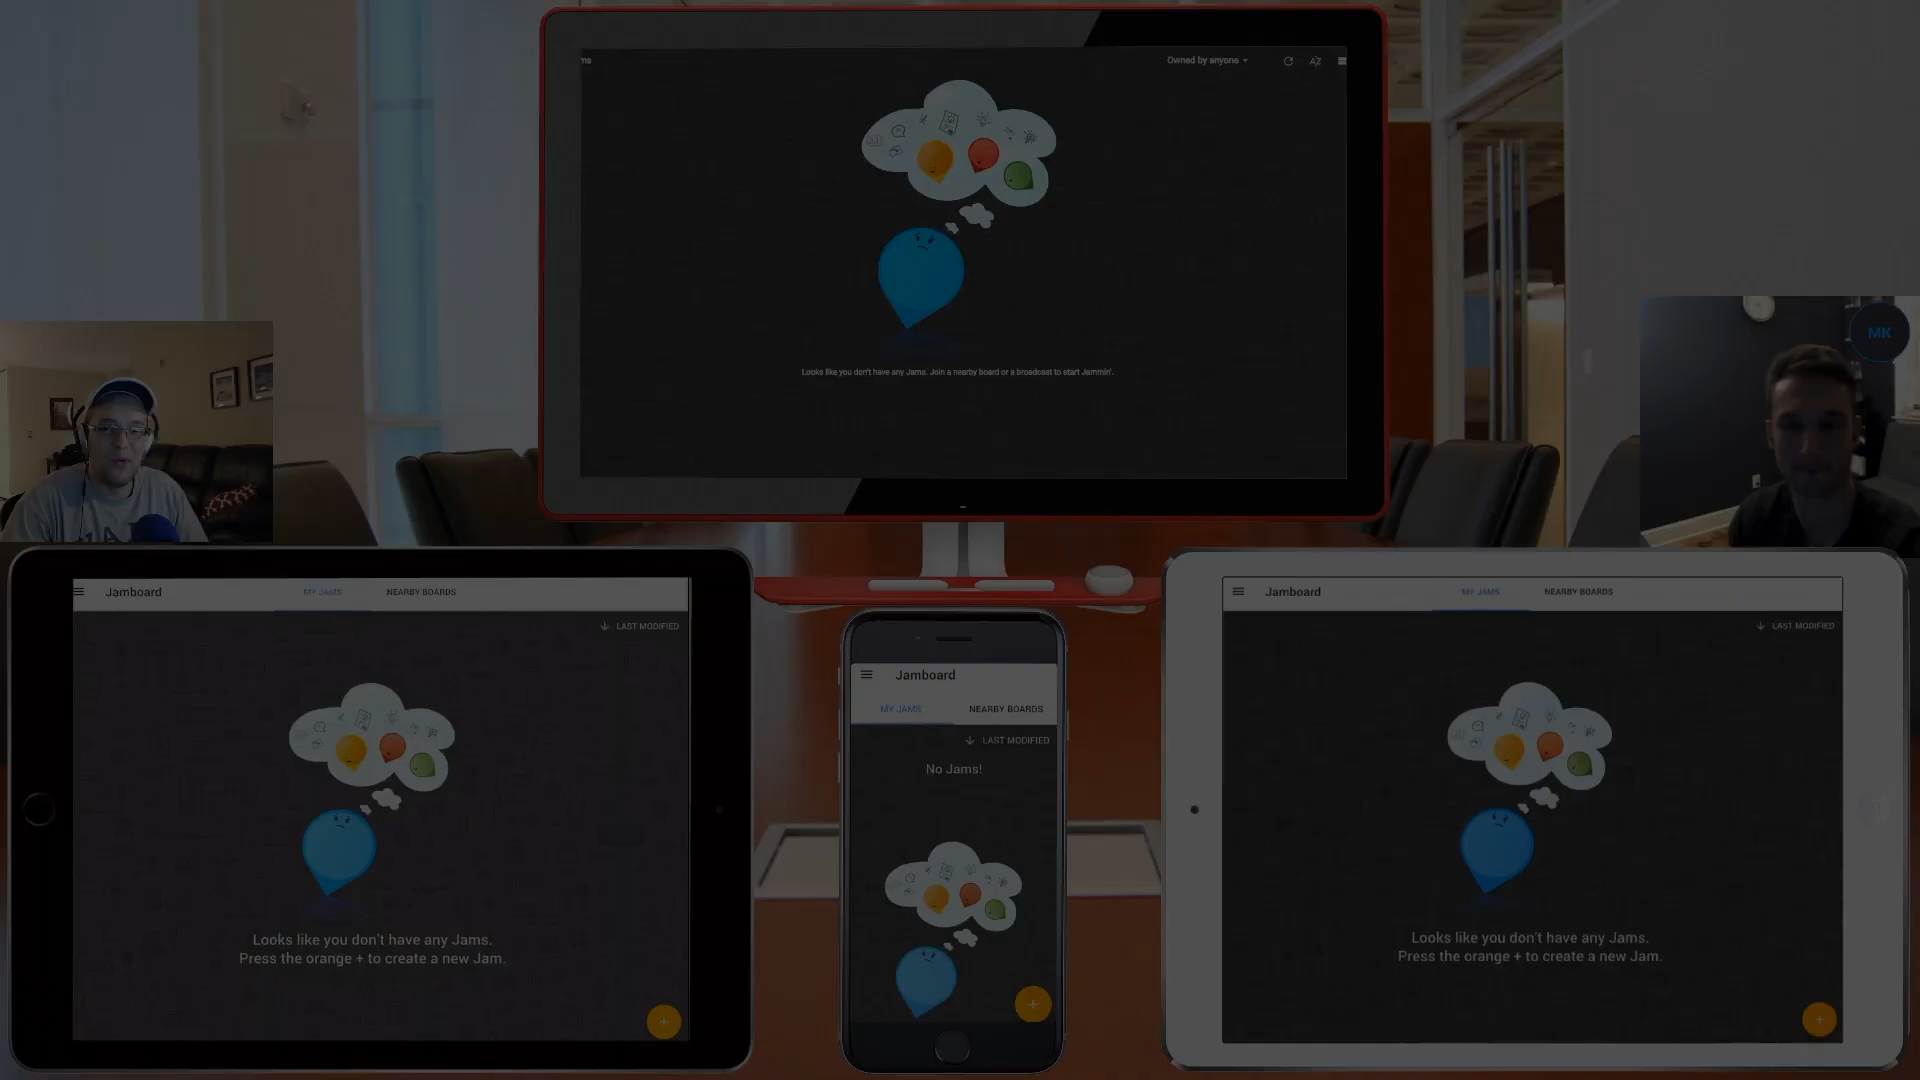 ms
Owned by anyone
AZ
Looks like you don't have any Jams. Join a nearby board or a broadcast to start Jammin'.
MK
Jamboard
MY JAMS
NEARBY BOARDS
LAST MODIFIED
Looks like you don't have any Jams.
Press the orange + to create a new Jam.
+
Jamboard
MY JAMS
NEARBY BOARDS
LAST MODIFIED
No Jams!
+
Jamboard
MY JAMS
NEARBY BOARDS
LAST MODIFIED
Looks like you don't have any Jams.
Press the orange + to create a new Jam.
+